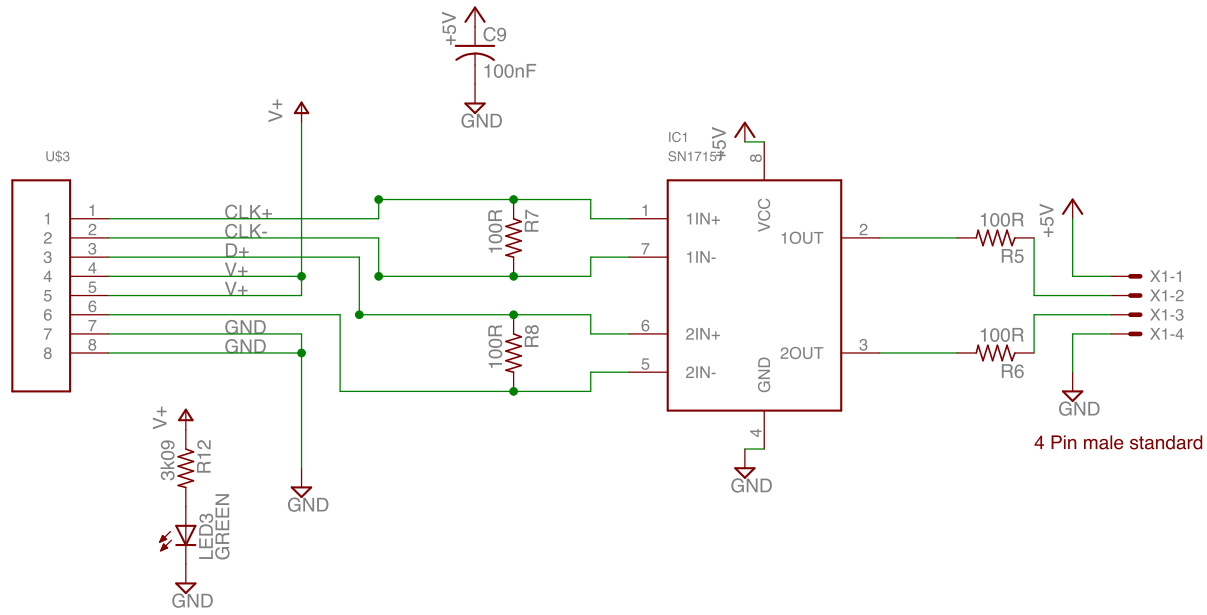 +5V
C9
100nF
GND
V+
U$3
1
2
3
4
5
6
7
8
1
2
3
4
5
6
7
8
CLK+
CLK-
D+
V+
V+
GND
GND
GND
100R
R7
100R
R8
IC1
+5V
8
VCC
1
1IN+
7
1IN-
6
2IN+
5
2IN-
1OUT
2
2OUT
3
GND
4
GND
100R
R5
100R
R6
+5V
X1-1
X1-2
X1-3
X1-4
GND
4 Pin male standard
V+
3k09
R12
LED3
GREEN
GND